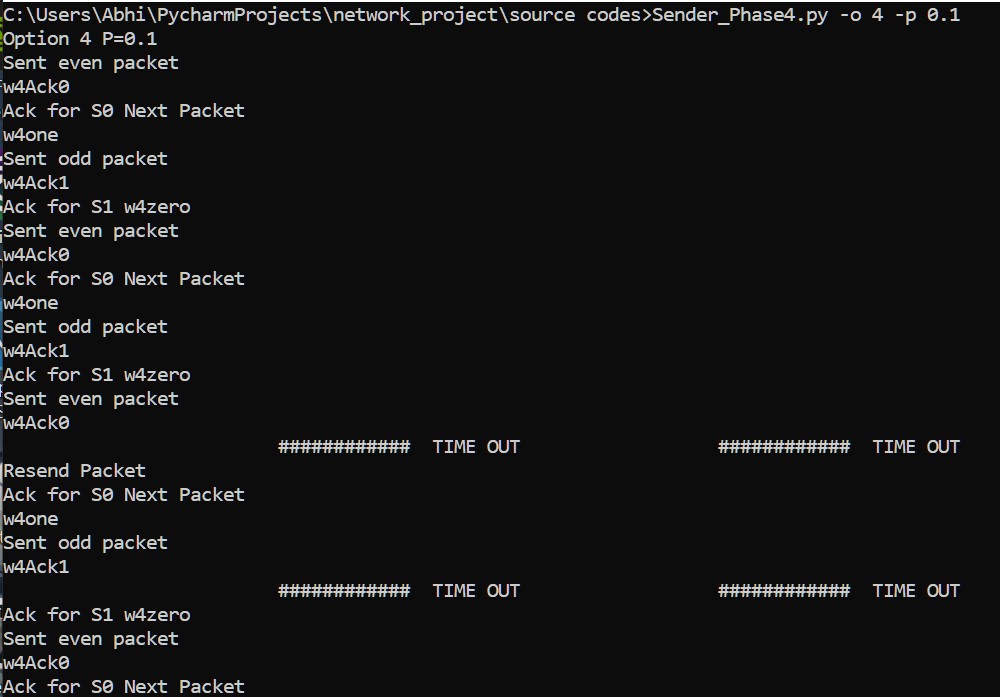 C:\Users\Abhi\PycharmProjects\network_project\source codes>Sender_Phase4.py -o 4 -p 0.1
Option 4 P=0.1
Sent even packet
w4Ack0
Ack for S0 Next Packet
w4one
Sent odd packet
w4Ack1
Ack for S1 w4zero
Sent even packet
w4Ack0
Ack for S0 Next Packet
w4one
Sent odd packet
w4Ack1
Ack for S1 w4zero
Sent even packet
w4Ack0
############  TIME OUT                  ############  TIME OUT
Resend Packet
Ack for S0 Next Packet
w4one
Sent odd packet
w4Ack1
############  TIME OUT                  ############  TIME OUT
Ack for S1 w4zero
Sent even packet
w4Ack0
Ack for S0 Next Packet